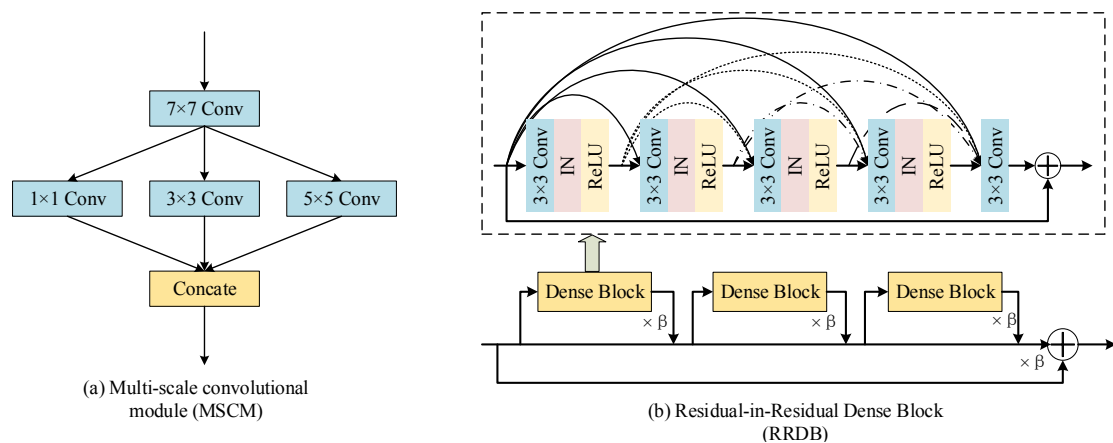 7×7 Conv
1×1 Conv
3×3 Conv
5×5 Conv
Concate
(a) Multi-scale convolutional
module (MSCM)
3×3 Conv
IN
ReLU
3×3 Conv
IN
ReLU
3×3 Conv
IN
ReLU
3×3 Conv
IN
ReLU
3×3 Conv
Dense Block
× β
Dense Block
× β
Dense Block
× β
× β
(b) Residual-in-Residual Dense Block
(RRDB)